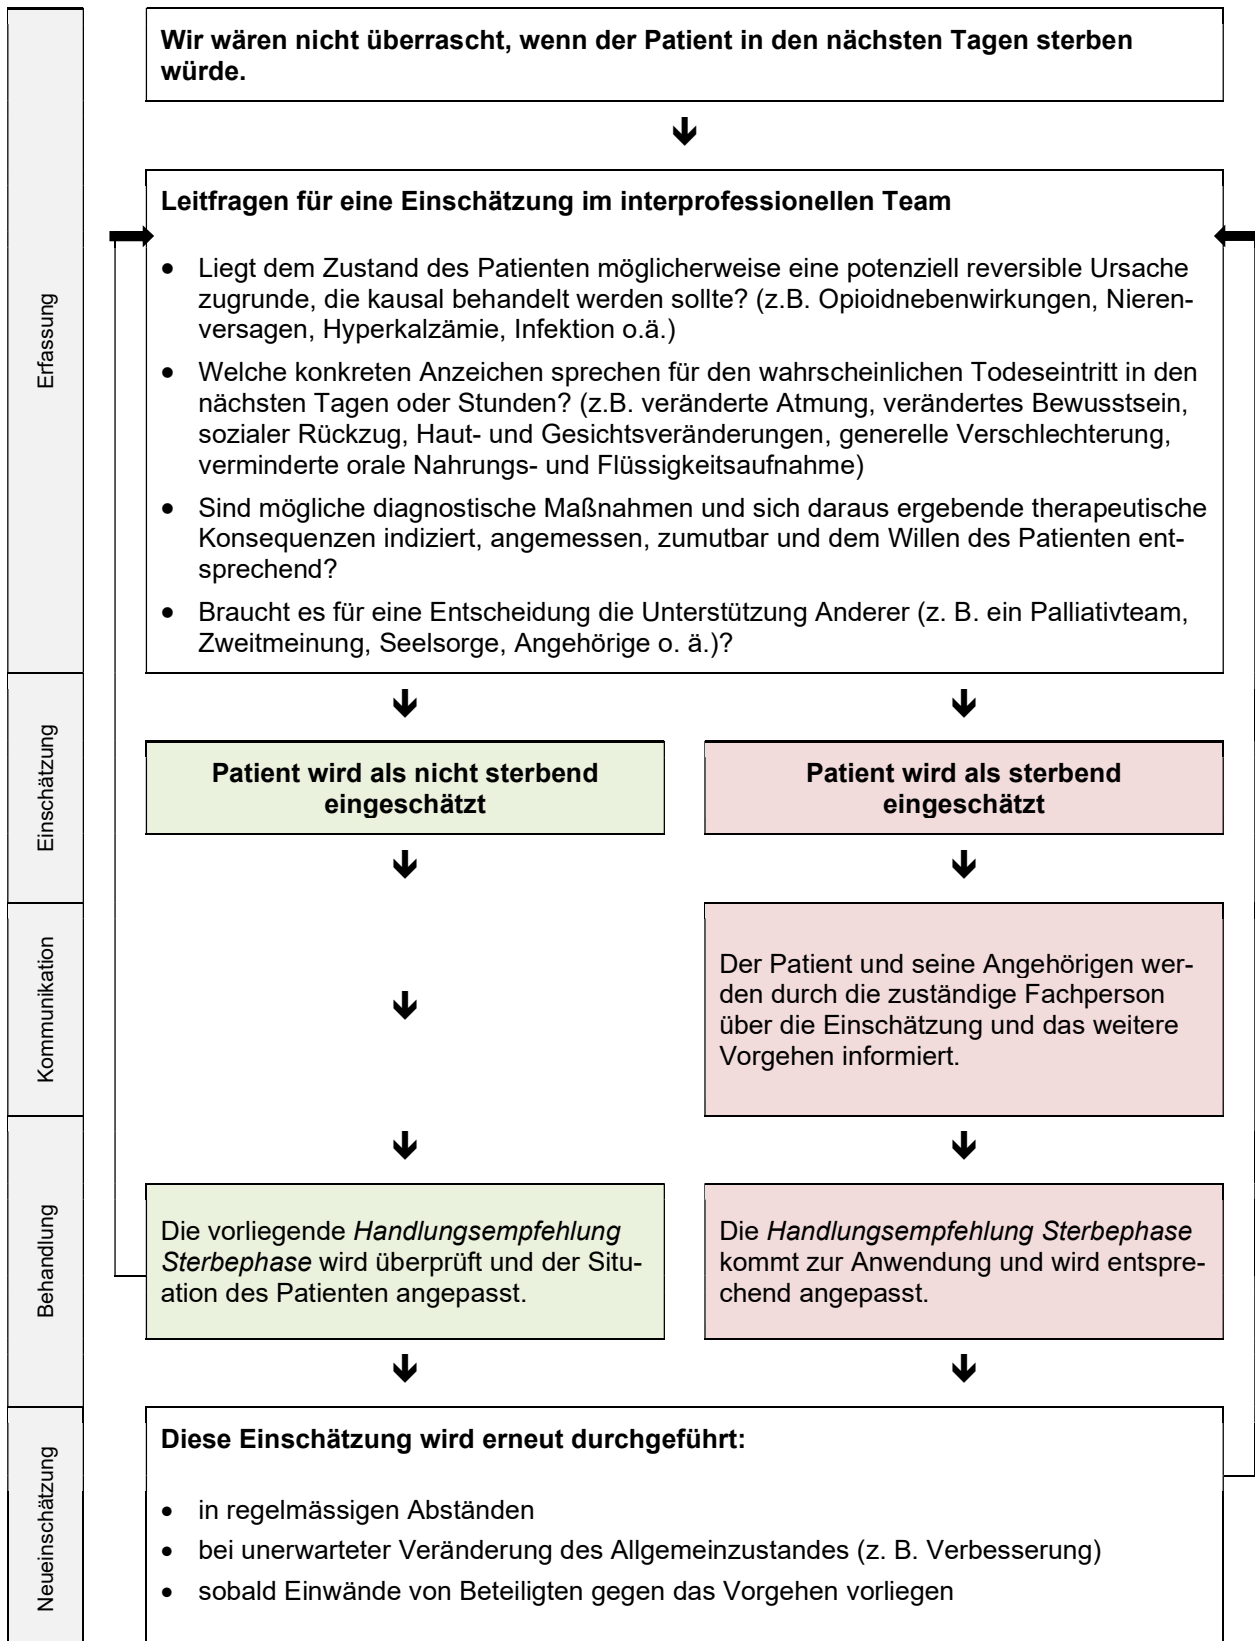 Erfassung
Wir wären nicht überrascht, wenn der Patient in den nächsten Tagen sterben
würde.
Leitfragen für eine Einschätzung im interprofessionellen Team
• Liegt dem Zustand des Patienten möglicherweise eine potenziell reversible Ursache
zugrunde, die kausal behandelt werden sollte? (z.B. Opioidnebenwirkungen, Nieren-
versagen, Hyperkalzämie, Infektion o.ä.)
• Welche konkreten Anzeichen sprechen für den wahrscheinlichen Todeseintritt in den
nächsten Tagen oder Stunden? (z.B. veränderte Atmung, verändertes Bewusstsein,
sozialer Rückzug, Haut- und Gesichtsveränderungen, generelle Verschlechterung,
verminderte orale Nahrungs- und Flüssigkeitsaufnahme)
• Sind mögliche diagnostische Maßnahmen und sich daraus ergebende therapeutische
Konsequenzen indiziert, angemessen, zumutbar und dem Willen des Patienten ent-
sprechend?
• Braucht es für eine Entscheidung die Unterstützung Anderer (z. B. ein Palliativteam,
Zweitmeinung, Seelsorge, Angehörige o. ä.)?
Einschätzung
Patient wird als nicht sterbend
eingeschätzt
Patient wird als sterbend
eingeschätzt
Kommunikation
Der Patient und seine Angehörigen wer-
den durch die zuständige Fachperson
über die Einschätzung und das weitere
Vorgehen informiert.
Behandlung
Die vorliegende Handlungsempfehlung
Sterbephase wird überprüft und der Situ-
ation des Patienten angepasst.
Die Handlungsempfehlung Sterbephase
kommt zur Anwendung und wird entspre-
chend angepasst.
Neueinschätzung
Diese Einschätzung wird erneut durchgeführt:
• in regelmässigen Abständen
• bei unerwarteter Veränderung des Allgemeinzustandes (z. B. Verbesserung)
• sobald Einwände von Beteiligten gegen das Vorgehen vorliegen